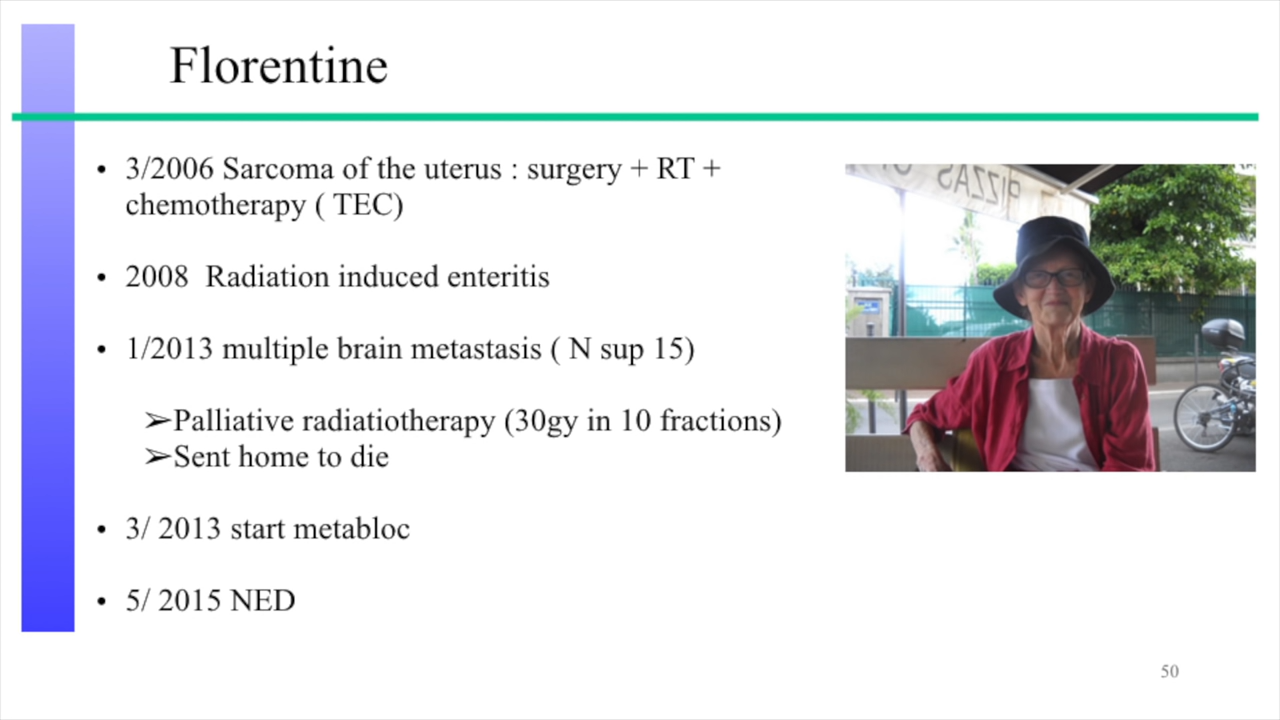 Florentine
• 3/2006 Sarcoma of the uterus : surgery + RT +
chemotherapy ( TEC)
• 2008 Radiation induced enteritis
• 1/2013 multiple brain metastasis ( N sup 15)
➢Palliative radiatiotherapy (30gy in 10 fractions)
➢Sent home to die
• 3/ 2013 start metabloc
• 5/ 2015 NED
PIZZAS
50